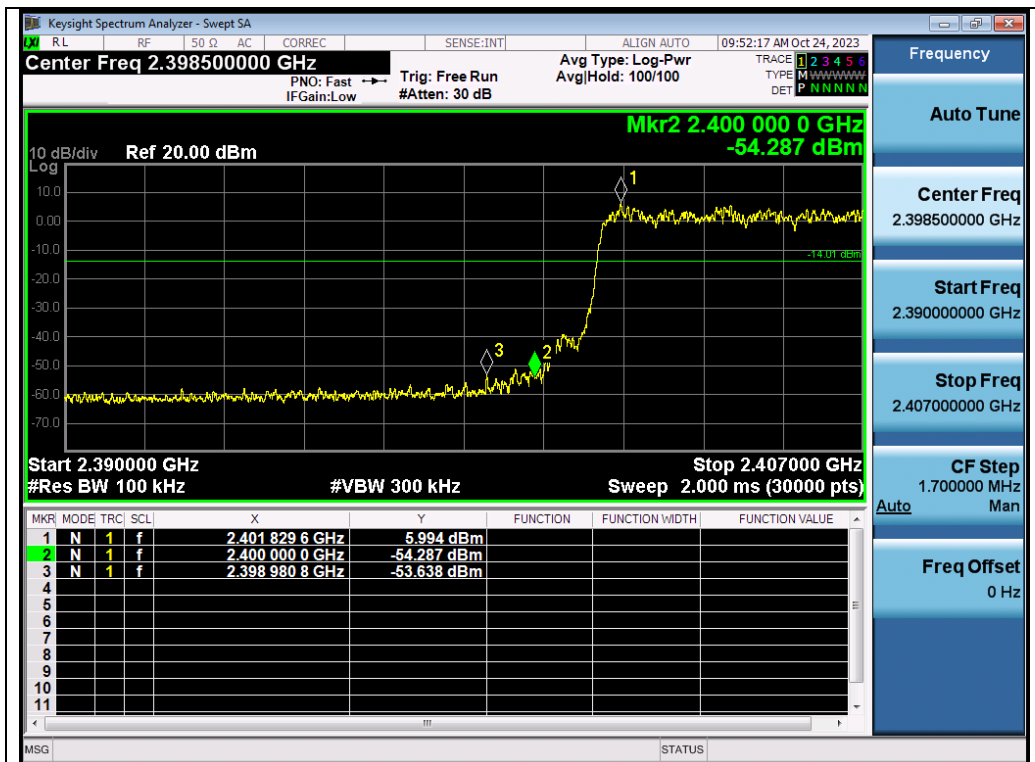 Keysight Spectrum Analyzer - Swept SA
LXI RL RF 50 Ω AC CORREC SENSE:INT ALIGN AUTO 09:52:17 AM Oct 24, 2023
Center Freq 2.398500000 GHz
PNO: Fast
IFGain:Low
Trig: Free Run
#Atten: 30 dB
Avg Type: Log-Pwr
Avg|Hold: 100/100
TRACE 1 2 3 4 5 6
TYPE M WWWWW
DET P N N N N N
Mkr2 2.400 000 0 GHz
-54.287 dBm
10 dB/div Ref 20.00 dBm
Log
10.0
0.00
-10.0
-20.0
-30.0
-40.0
-50.0
-60.0
-70.0
1
-14.01 dBm
3
2
Start 2.390000 GHz Stop 2.407000 GHz
#Res BW 100 kHz #VBW 300 kHz Sweep 2.000 ms (30000 pts)
MKR MODE TRC SCL X Y FUNCTION FUNCTION WIDTH FUNCTION VALUE
1 N 1 f 2.401 829 6 GHz 5.994 dBm
2 N 1 f 2.400 000 0 GHz -54.287 dBm
3 N 1 f 2.398 980 8 GHz -53.638 dBm
4
5
6
7
8
9
10
11
MSG STATUS
Frequency
Auto Tune
Center Freq
2.398500000 GHz
Start Freq
2.390000000 GHz
Stop Freq
2.407000000 GHz
CF Step
1.700000 MHz
Auto Man
Freq Offset
0 Hz